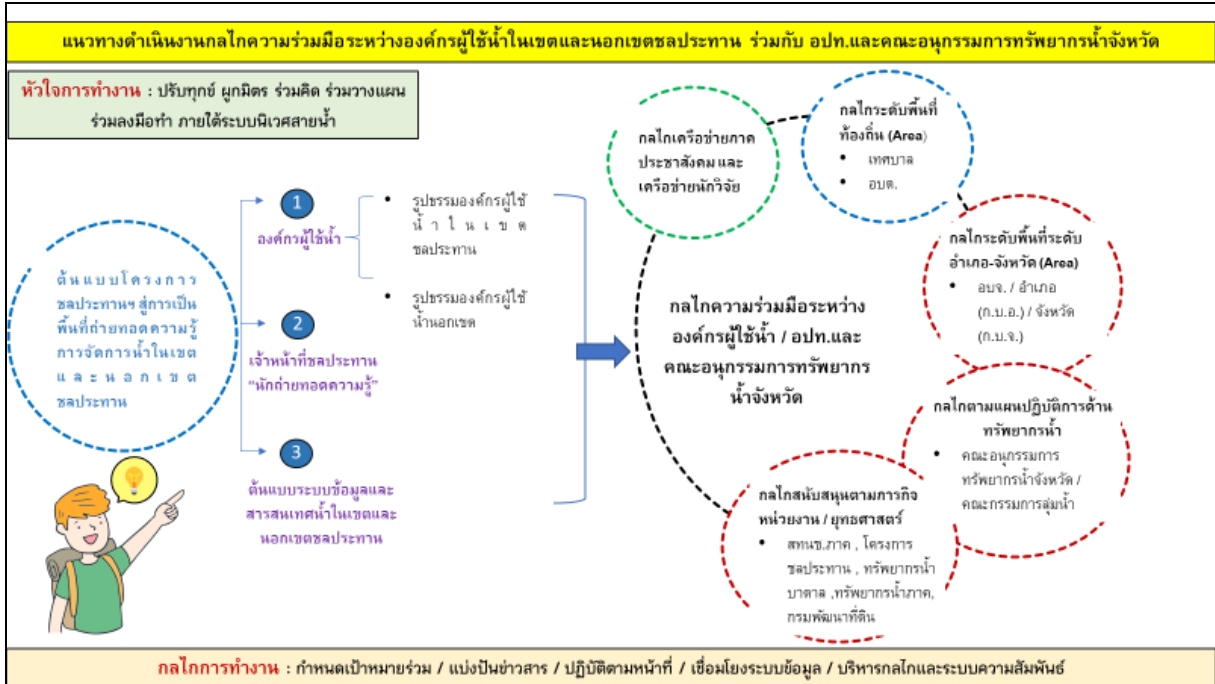 แนวทางดำเนินงานกลไกความร่วมมือระหว่างองค์กรผู้ใช้น้ำในเขตและนอกเขตชลประทาน ร่วมกับ อปท.และคณะอนุกรรมการทรัพยากรน้ำจังหวัด
หัวใจการทำงาน : ปรับทุกข์ ผูกมิตร ร่วมคิด ร่วมวางแผน
ร่วมลงมือทำ ภายใต้ระบบนิเวศสายน้ำ
ต้นแบบโครงการ
ชลประทานฯ สู่การเป็น
พื้นที่ถ่ายทอดความรู้
การจัดการน้ำในเขต
และนอกเขต
ชลประทาน
1
องค์กรผู้ใช้น้ำ
• รูปธรรมองค์กรผู้ใช้
น้ำในเขต
ชลประทาน
• รูปธรรมองค์กรผู้ใช้
น้ำนอกเขต
2
เจ้าหน้าที่ชลประทาน
“นักถ่ายทอดความรู้”
3
ต้นแบบระบบข้อมูลและ
สารสนเทศน้ำในเขตและ
นอกเขตชลประทาน
กลไกความร่วมมือระหว่าง
องค์กรผู้ใช้น้ำ / อปท.และ
คณะอนุกรรมการทรัพยากร
น้ำจังหวัด
กลไกเครือข่ายภาค
ประชาสังคม และ
เครือข่ายนักวิจัย
กลไกระดับพื้นที่
ท้องถิ่น (Area)
• เทศบาล
• อบต.
กลไกระดับพื้นที่ระดับ
อำเภอ-จังหวัด (Area)
• อบจ. / อำเภอ
(ก.บ.อ.) / จังหวัด
(ก.บ.จ.)
กลไกตามแผนปฏิบัติการด้าน
ทรัพยากรน้ำ
• คณะอนุกรรมการ
ทรัพยากรน้ำจังหวัด /
คณะกรรมการลุ่มน้ำ
กลไกสนับสนุนตามภารกิจ
หน่วยงาน / ยุทธศาสตร์
• สทนช.ภาค , โครงการ
ชลประทาน , ทรัพยากรน้ำ
บาดาล ,ทรัพยากรน้ำภาค,
กรมพัฒนาที่ดิน
กลไกการทำงาน : กำหนดเป้าหมายร่วม / แบ่งปันข่าวสาร / ปฏิบัติตามหน้าที่ / เชื่อมโยงระบบข้อมูล / บริหารกลไกและระบบความสัมพันธ์